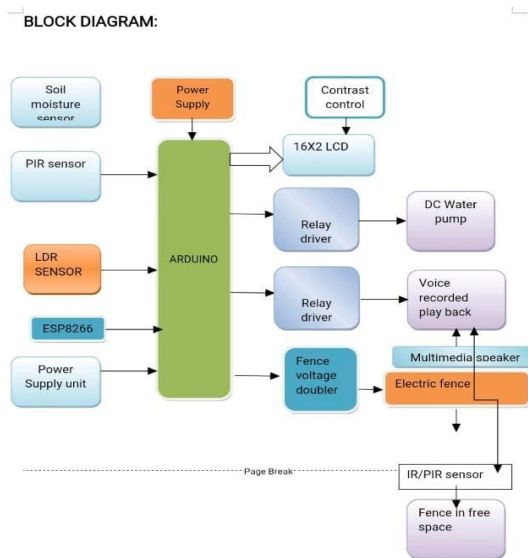 BLOCK DIAGRAM:
Soil
moisture
sensor
Power
Supply
Contrast
control
PIR sensor
16X2 LCD
ARDUINO
Relay
driver
DC Water
pump
LDR
SENSOR
Relay
driver
Voice
recorded
play back
ESP8266
Multimedia speaker
Power
Supply unit
Fence
voltage
doubler
Electric fence
Page Break
IR/PIR sensor
Fence in free
space